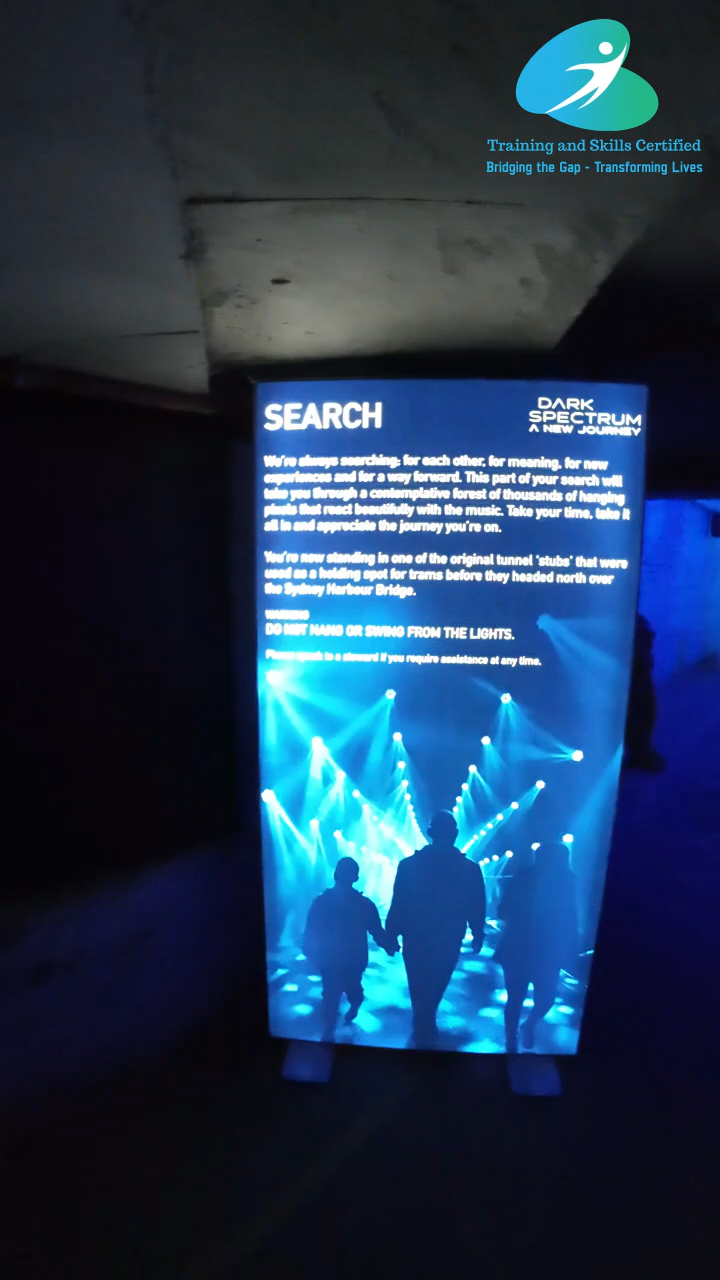 Training and Skills Certified
Bridging the Gap - Transforming Lives
SEARCH
DARK
SPECTRUM
A NEW JOURNEY
We're always searching: for each other, for meaning, for new
experiences and for a way forward. This part of your search will
take you through a contemplative forest of thousands of hanging
pixels that react beautifully with the music. Take your time, take it
all in and appreciate the journey you're on.
You're now standing in one of the original tunnel 'stubs' that were
used as a holding spot for trams before they headed north over
the Sydney Harbour Bridge.
WARNING
DO NOT HANG OR SWING FROM THE LIGHTS.
Please speak to a steward if you require assistance at any time.